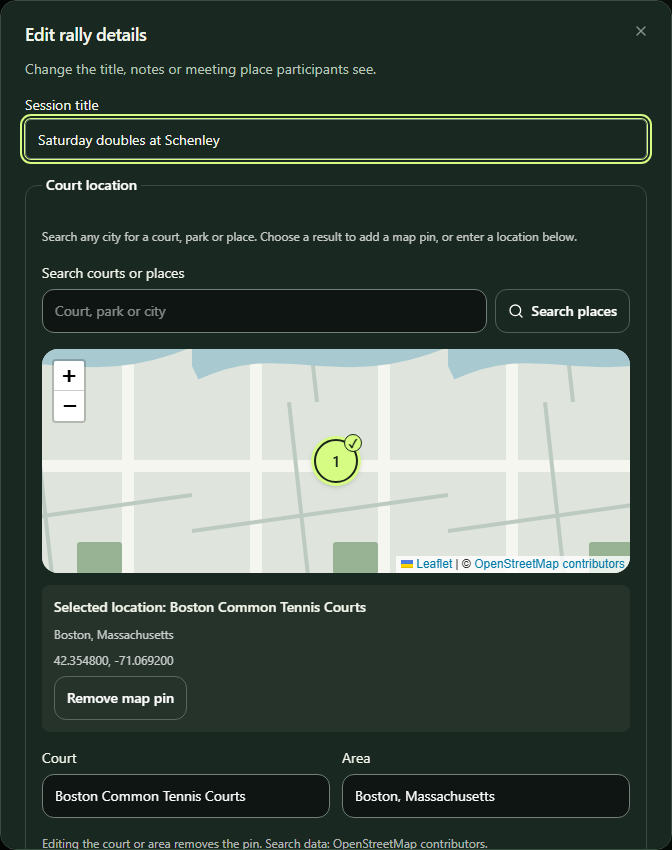 Edit rally details
×
Change the title, notes or meeting place participants see.
Session title
Saturday doubles at Schenley
Court location
Search any city for a court, park or place. Choose a result to add a map pin, or enter a location below.
Search courts or places
Court, park or city
Search places
+
−
1
Leaflet | © OpenStreetMap contributors
Selected location: Boston Common Tennis Courts
Boston, Massachusetts
42.354800, -71.069200
Remove map pin
Court
Area
Boston Common Tennis Courts
Boston, Massachusetts
Editing the court or area removes the pin. Search data: OpenStreetMap contributors.